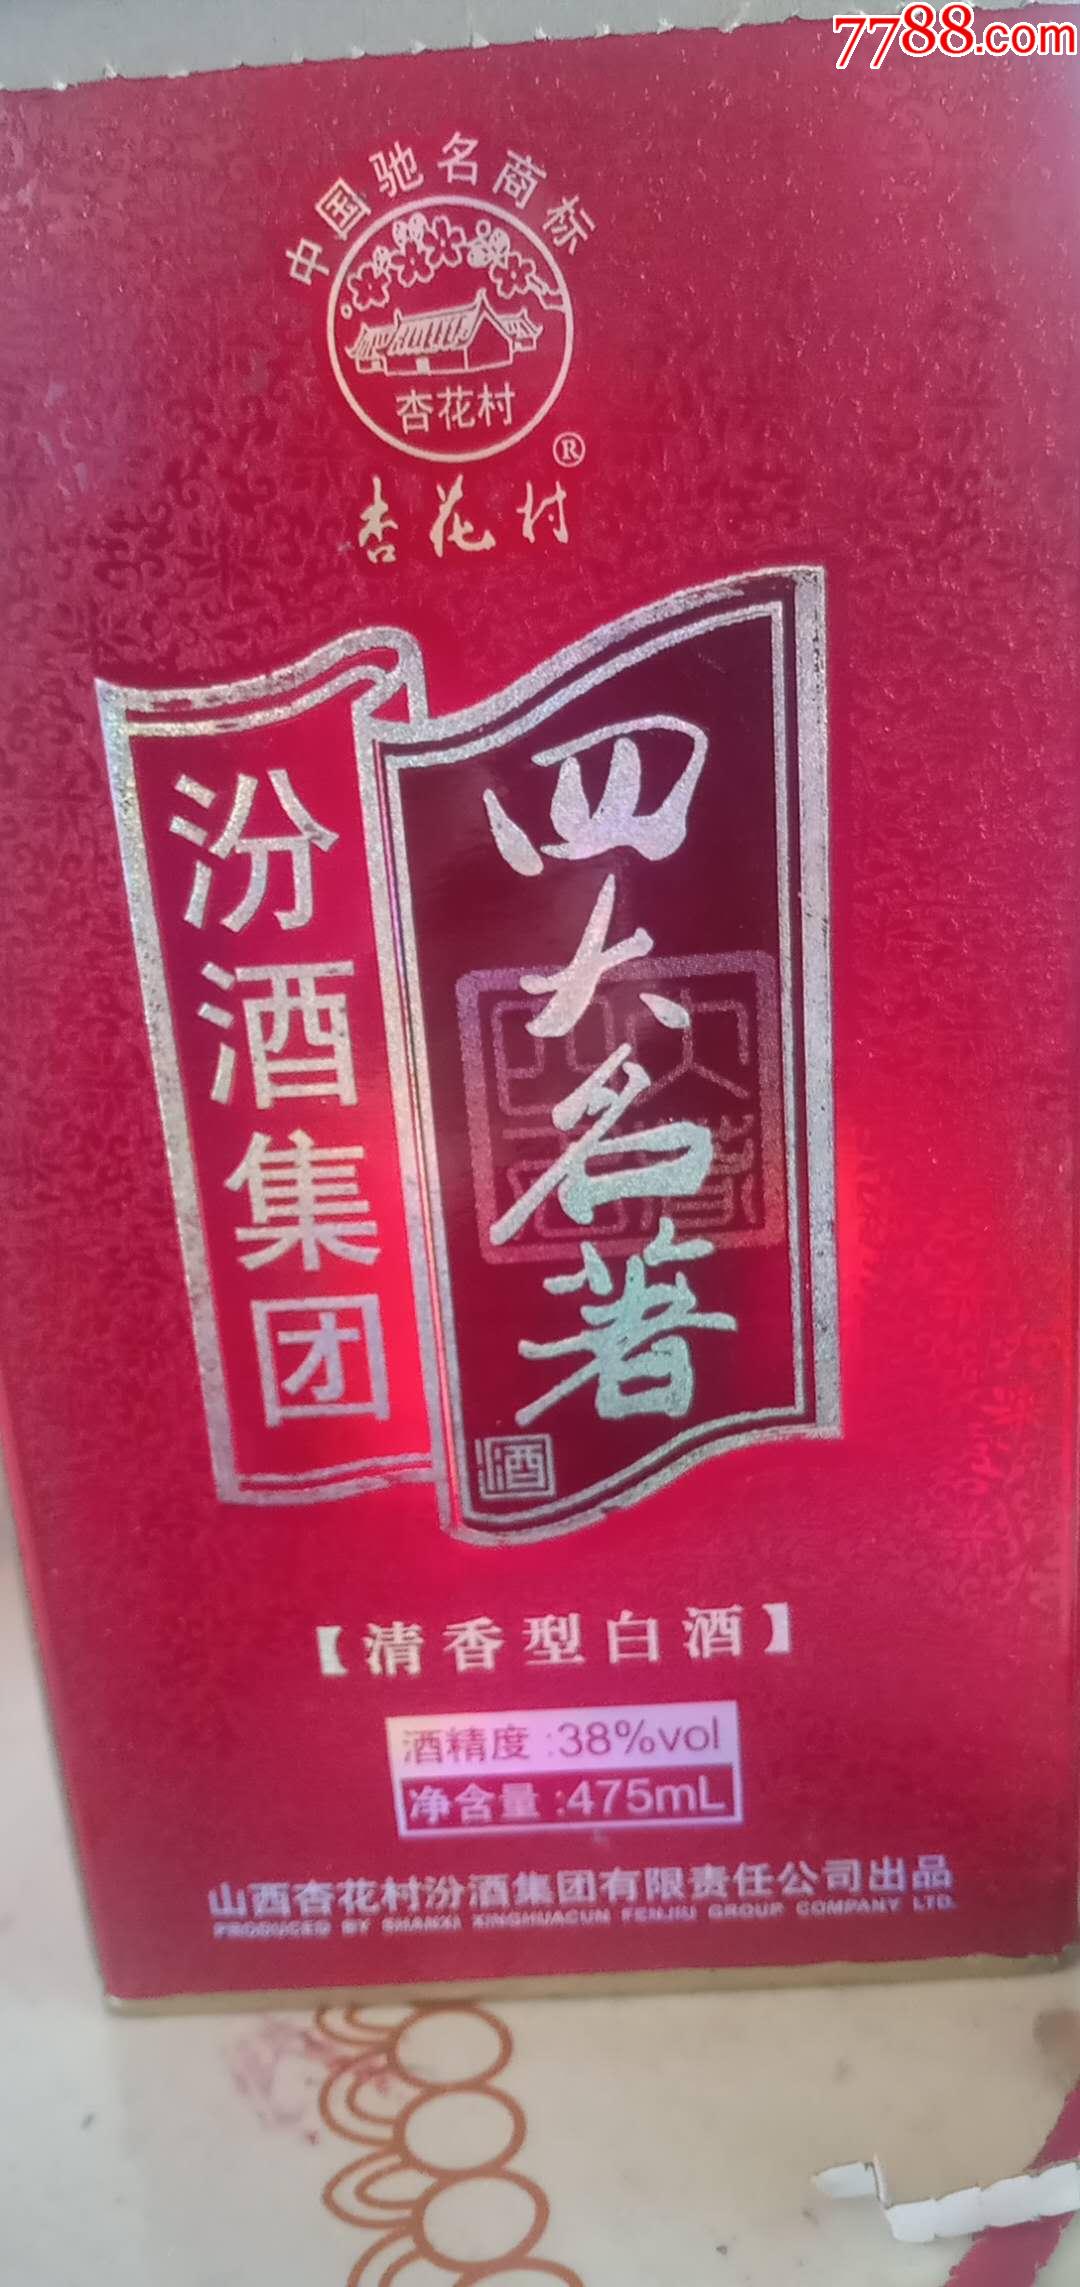 7788.com
中国驰名商标
杏花村
®
杏花村
汾酒集团
四大名著
酒
【清香型白酒】
酒精度:38%vol
净含量:475mL
山西杏花村汾酒集团有限责任公司出品
PRODUCED BY SHANXI XINGHUACUN FENJIU GROUP COMPANY LTD.